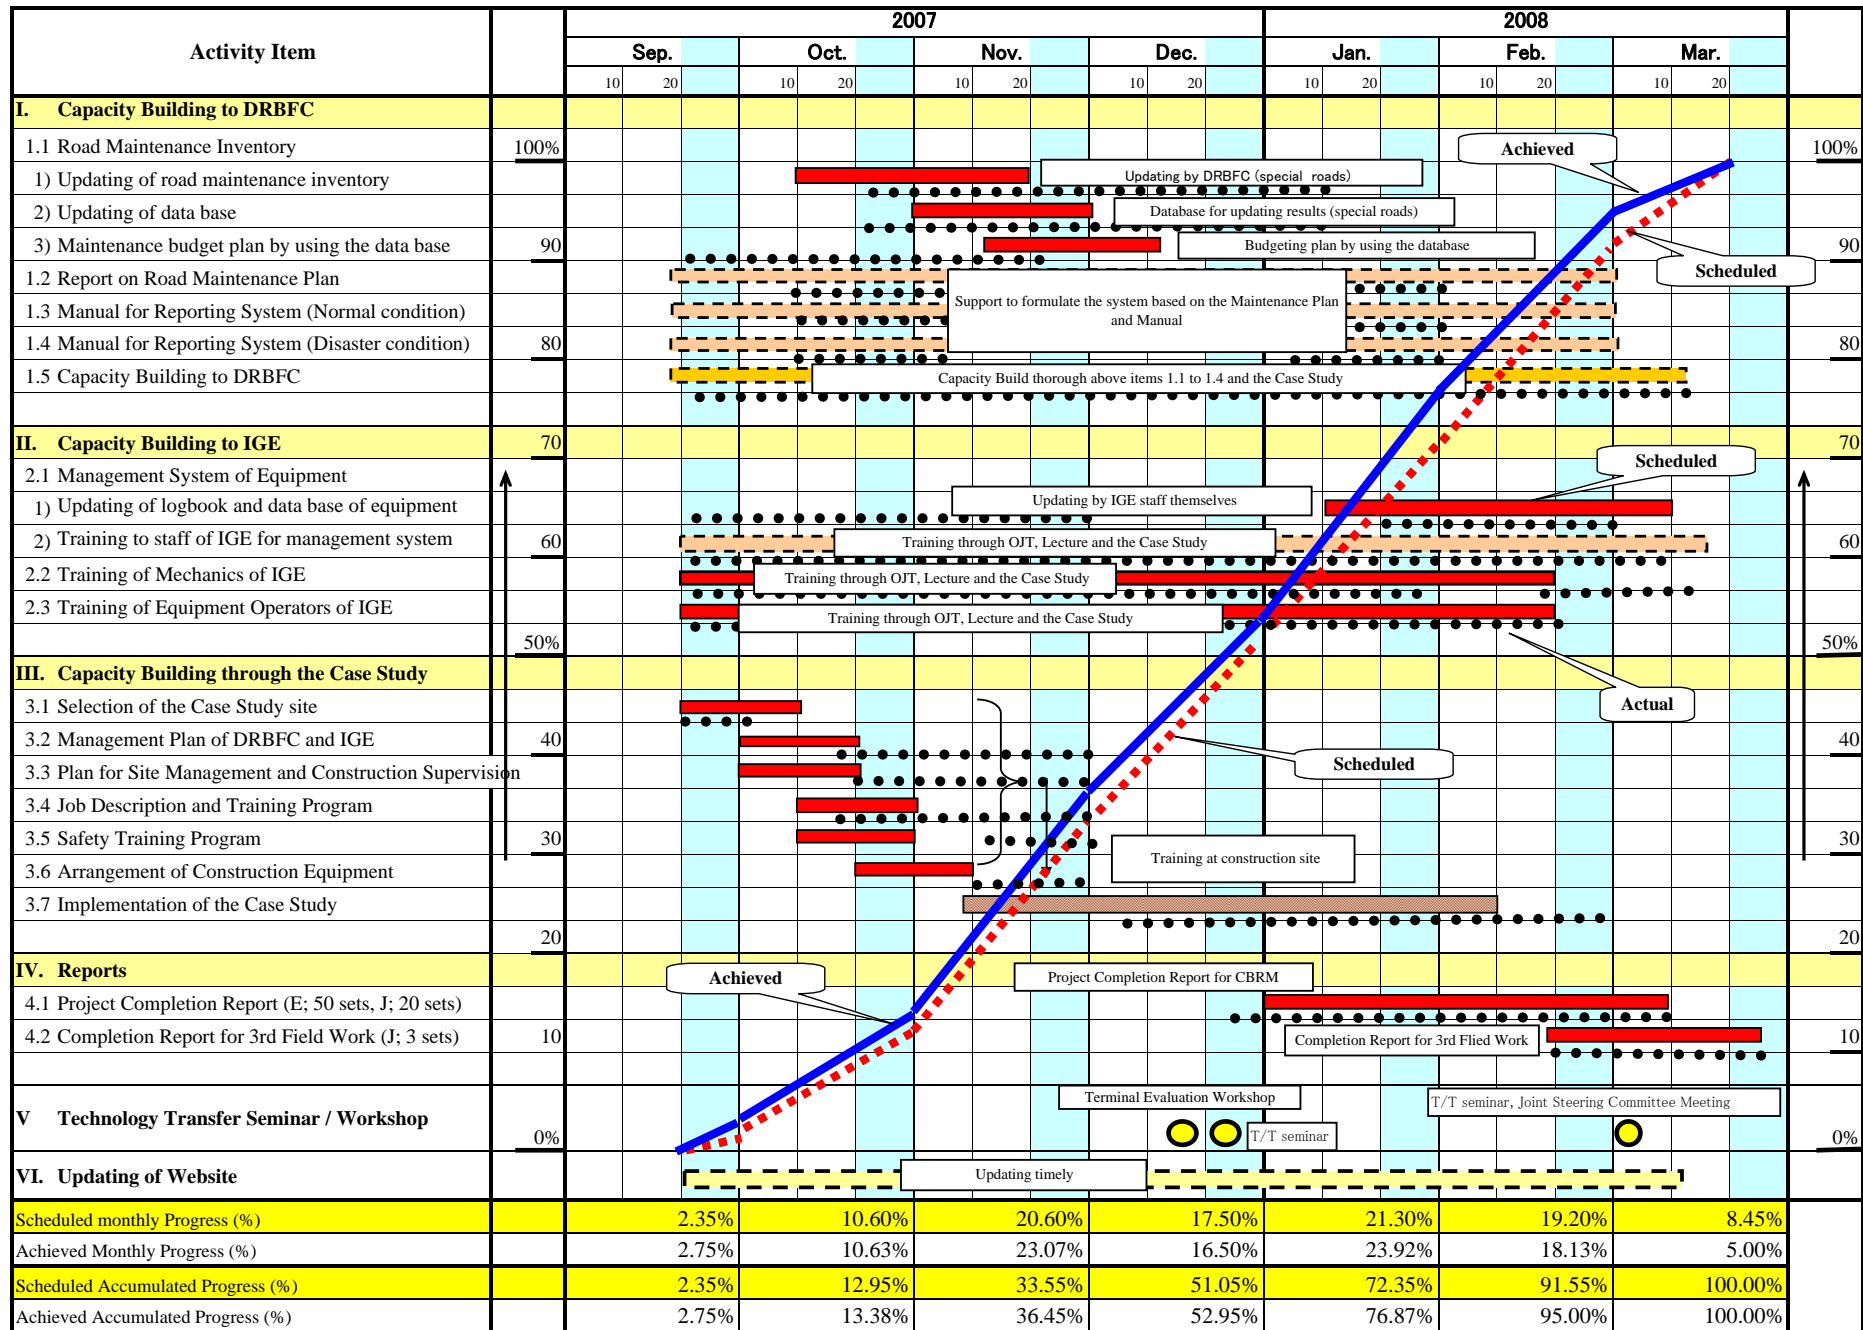 Activity Item
2007
2008
Sep.
Oct.
Nov.
Dec.
Jan.
Feb.
Mar.
10 20 10 20 10 20 10 20 10 20 10 20 10 20
I. Capacity Building to DRBFC
1.1 Road Maintenance Inventory
100%
Achieved
100%
1) Updating of road maintenance inventory
Updating by DRBFC (special roads)
2) Updating of data base
Database for updating results (special roads)
3) Maintenance budget plan by using the data base
90
Budgeting plan by using the database
90
1.2 Report on Road Maintenance Plan
Scheduled
1.3 Manual for Reporting System (Normal condition)
Support to formulate the system based on the Maintenance Plan
and Manual
1.4 Manual for Reporting System (Disaster condition)
80
80
1.5 Capacity Building to DRBFC
Capacity Build thorough above items 1.1 to 1.4 and the Case Study
II. Capacity Building to IGE
70
70
2.1 Management System of Equipment
Scheduled
1) Updating of logbook and data base of equipment
Updating by IGE staff themselves
2) Training to staff of IGE for management system
60
Training through OJT, Lecture and the Case Study
60
2.2 Training of Mechanics of IGE
Training through OJT, Lecture and the Case Study
2.3 Training of Equipment Operators of IGE
Training through OJT, Lecture and the Case Study
50%
50%
III. Capacity Building through the Case Study
3.1 Selection of the Case Study site
Actual
3.2 Management Plan of DRBFC and IGE
40
40
3.3 Plan for Site Management and Construction Supervision
Scheduled
3.4 Job Description and Training Program
3.5 Safety Training Program
30
30
Training at construction site
3.6 Arrangement of Construction Equipment
3.7 Implementation of the Case Study
20
20
IV. Reports
Achieved
Project Completion Report for CBRM
4.1 Project Completion Report (E; 50 sets, J; 20 sets)
4.2 Completion Report for 3rd Field Work (J; 3 sets)
10
Completion Report for 3rd Flied Work
10
Terminal Evaluation Workshop
T/T seminar, Joint Steering Committee Meeting
V Technology Transfer Seminar / Workshop
0%
T/T seminar
0%
VI. Updating of Website
Updating timely
Scheduled monthly Progress (%) 2.35% 10.60% 20.60% 17.50% 21.30% 19.20% 8.45%
Achieved Monthly Progress (%) 2.75% 10.63% 23.07% 16.50% 23.92% 18.13% 5.00%
Scheduled Accumulated Progress (%) 2.35% 12.95% 33.55% 51.05% 72.35% 91.55% 100.00%
Achieved Accumulated Progress (%) 2.75% 13.38% 36.45% 52.95% 76.87% 95.00% 100.00%